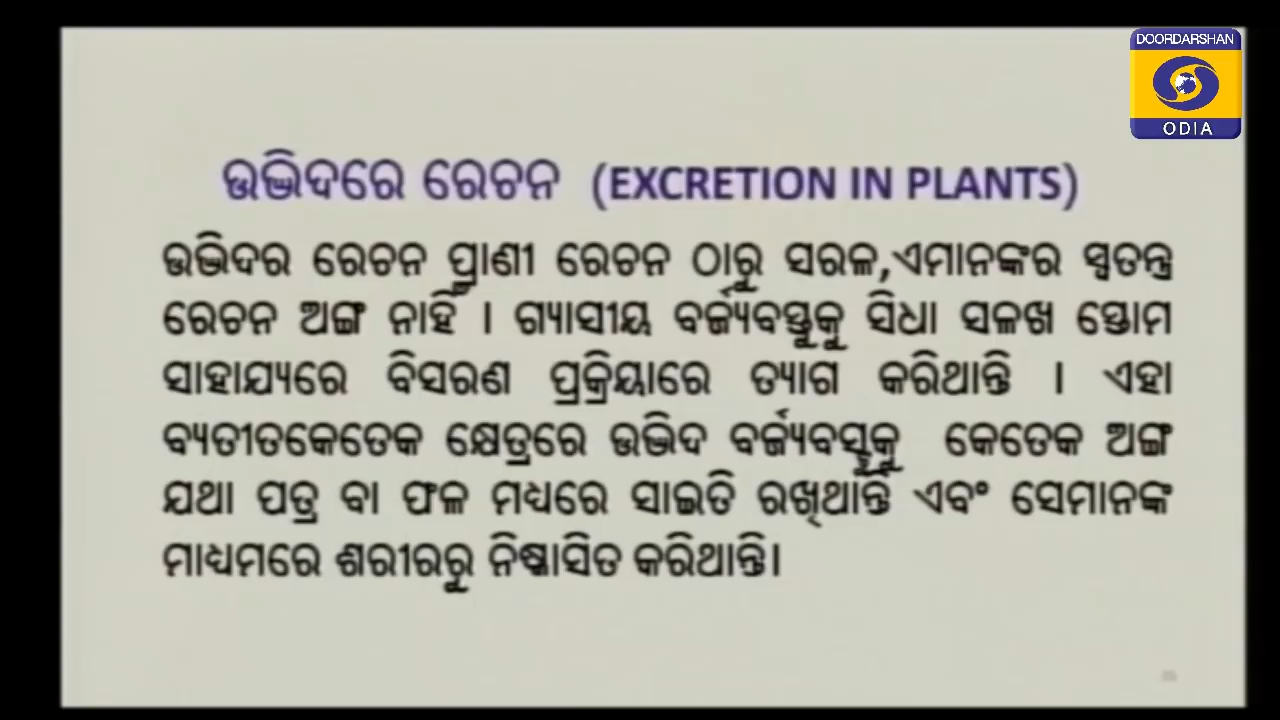 DOORDARSHAN
ODIA
ଉଦ୍ଭିଦରେ ରେଚନ (EXCRETION IN PLANTS)
ଉଦ୍ଭିଦର ରେଚନ ପ୍ରାଣୀ ରେଚନ ଠାରୁ ସରଳ,ଏମାନଙ୍କର ସ୍ୱତନ୍ତ୍ର
ରେଚନ ଅଙ୍ଗ ନାହିଁ । ଗ୍ୟାସୀୟ ବର୍ଜ୍ୟବସ୍ତୁକୁ ସିଧା ସଳଖ ସ୍ତୋମ
ସାହାଯ୍ୟରେ ବିସରଣ ପ୍ରକ୍ରିୟାରେ ତ୍ୟାଗ କରିଥାନ୍ତି । ଏହା
ବ୍ୟତୀତକେତେକ କ୍ଷେତ୍ରରେ ଉଦ୍ଭିଦ ବର୍ଜ୍ୟବସ୍ତୁକୁ କେତେକ ଅଙ୍ଗ
ଯଥା ପତ୍ର ବା ଫଳ ମଧ୍ୟରେ ସାଇତି ରଖିଥାନ୍ତି ଏବଂ ସେମାନଙ୍କ
ମାଧ୍ୟମରେ ଶରୀରରୁ ନିଷ୍କାସିତ କରିଥାନ୍ତି।